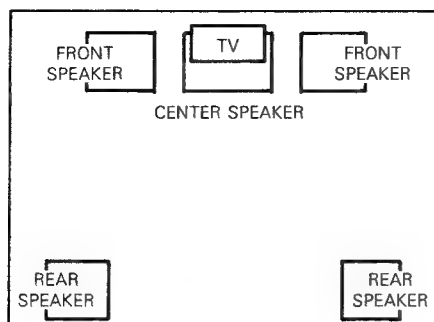 TV
FRONT
SPEAKER
FRONT
SPEAKER
CENTER SPEAKER
REAR
SPEAKER
REAR
SPEAKER